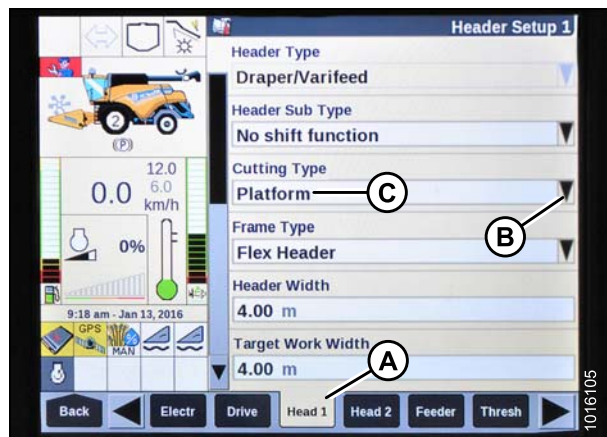 Header Setup 1
Header Type
Draper/Varifeed
Header Sub Type
No shift function
Cutting Type
Platform
C
B
Frame Type
Flex Header
Header Width
4.00 m
Target Work Width
4.00 m
A
2
(P)
12.0
0.0
6.0
km/h
0%
9:18 am - Jan 13, 2016
GPS
MAN
Back
Electr
Drive
Head 1
Head 2
Feeder
Thresh
1016105